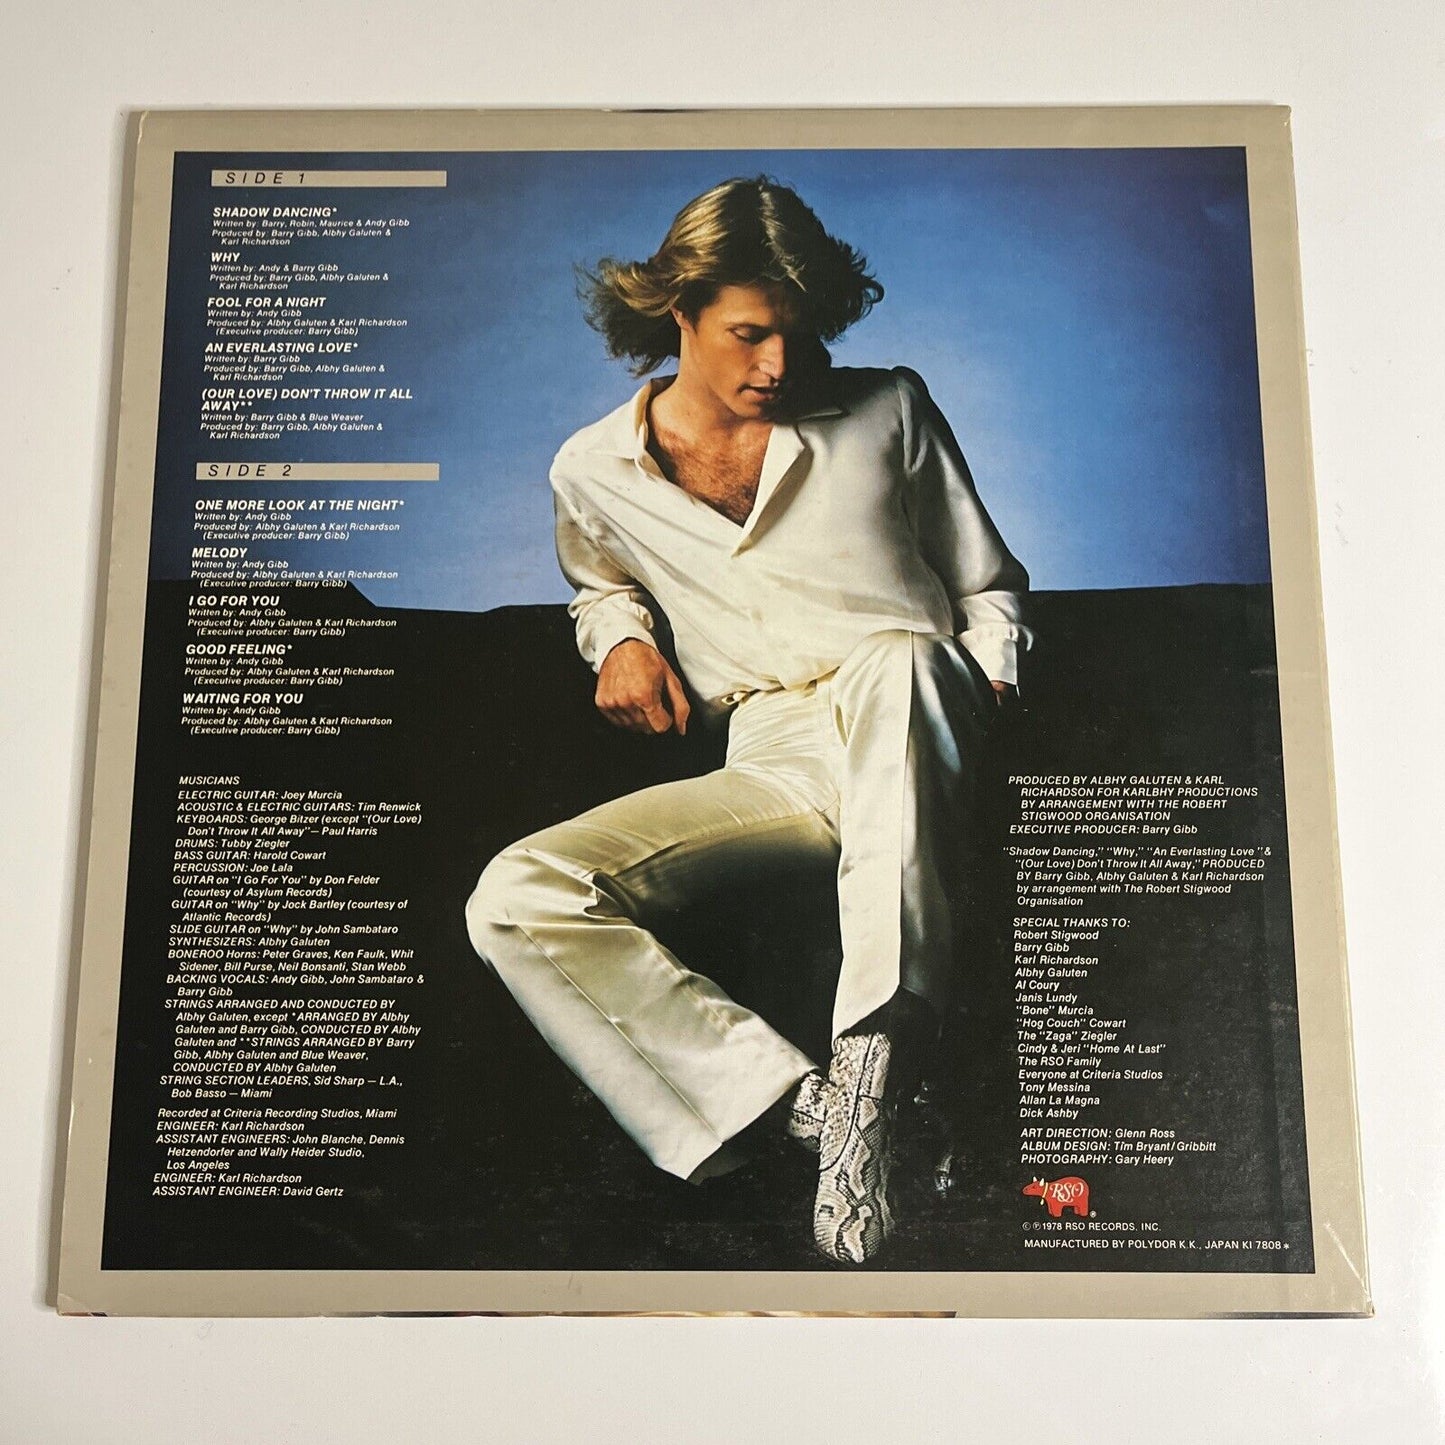 SIDE 1
SHADOW DANCING*
Written by: Barry, Robin, Maurice & Andy Gibb
Produced by: Barry Gibb, Albhy Galuten &
Karl Richardson
WHY
Written by: Andy & Barry Gibb
Produced by: Barry Gibb, Albhy Galuten &
Karl Richardson
FOOL FOR A NIGHT
Written by: Andy Gibb
Produced by: Albhy Galuten & Karl Richardson
(Executive producer: Barry Gibb)
AN EVERLASTING LOVE*
Written by: Barry Gibb
Produced by: Barry Gibb, Albhy Galuten &
Karl Richardson
(OUR LOVE) DON'T THROW IT ALL
AWAY**
Written by: Barry Gibb & Blue Weaver
Produced by: Barry Gibb, Albhy Galuten &
Karl Richardson
SIDE 2
ONE MORE LOOK AT THE NIGHT*
Written by: Andy Gibb
Produced by: Albhy Galuten & Karl Richardson
(Executive producer: Barry Gibb)
MELODY
Written by: Andy Gibb
Produced by: Albhy Galuten & Karl Richardson
(Executive producer: Barry Gibb)
I GO FOR YOU
Written by: Andy Gibb
Produced by: Albhy Galuten & Karl Richardson
(Executive producer: Barry Gibb)
GOOD FEELING*
Written by: Andy Gibb
Produced by: Albhy Galuten & Karl Richardson
(Executive producer: Barry Gibb)
WAITING FOR YOU
Written by: Andy Gibb
Produced by: Albhy Galuten & Karl Richardson
(Executive producer: Barry Gibb)
MUSICIANS
ELECTRIC GUITAR: Joey Murcia
ACOUSTIC & ELECTRIC GUITARS: Tim Renwick
KEYBOARDS: George Bitzer (except "(Our Love)
Don't Throw It All Away"— Paul Harris
DRUMS: Tubby Ziegler
BASS GUITAR: Harold Cowart
PERCUSSION: Joe Lala
GUITAR on "I Go For You" by Don Felder
(courtesy of Asylum Records)
GUITAR on "Why" by Jock Bartley (courtesy of
Atlantic Records)
SLIDE GUITAR on "Why" by John Sambataro
SYNTHESIZERS: Albhy Galuten
BONEROO Horns: Peter Graves, Ken Faulk, Whit
Sidener, Bill Purse, Neil Bonsanti, Stan Webb
BACKING VOCALS: Andy Gibb, John Sambataro &
Barry Gibb
STRINGS ARRANGED AND CONDUCTED BY
Albhy Galuten, except *ARRANGED BY Albhy
Galuten and Barry Gibb, CONDUCTED BY Albhy
Galuten and **STRINGS ARRANGED BY Barry
Gibb, Albhy Galuten and Blue Weaver,
CONDUCTED BY Albhy Galuten
STRING SECTION LEADERS, Sid Sharp — L.A.,
Bob Basso — Miami
Recorded at Criteria Recording Studios, Miami
ENGINEER: Karl Richardson
ASSISTANT ENGINEERS: John Blanche, Dennis
Hetzendorfer and Wally Heider Studio,
Los Angeles
ENGINEER: Karl Richardson
ASSISTANT ENGINEER: David Gertz
PRODUCED BY ALBHY GALUTEN & KARL
RICHARDSON FOR KARLBHY PRODUCTIONS
BY ARRANGEMENT WITH THE ROBERT
STIGWOOD ORGANISATION
EXECUTIVE PRODUCER: Barry Gibb
"Shadow Dancing," "Why," "An Everlasting Love "&
"(Our Love) Don't Throw It All Away," PRODUCED
BY Barry Gibb, Albhy Galuten & Karl Richardson
by arrangement with The Robert Stigwood
Organisation
SPECIAL THANKS TO:
Robert Stigwood
Barry Gibb
Karl Richardson
Albhy Galuten
Al Coury
Janis Lundy
"Bone" Murcia
"Hog Couch" Cowart
The "Zaga" Ziegler
Cindy & Jeri "Home At Last"
The RSO Family
Everyone at Criteria Studios
Tony Messina
Allan La Magna
Dick Ashby
ART DIRECTION: Glenn Ross
ALBUM DESIGN: Tim Bryant/Gribbitt
PHOTOGRAPHY: Gary Heery
RSO ®
© ℗ 1978 RSO RECORDS, INC.
MANUFACTURED BY POLYDOR K.K., JAPAN KI 7808 *